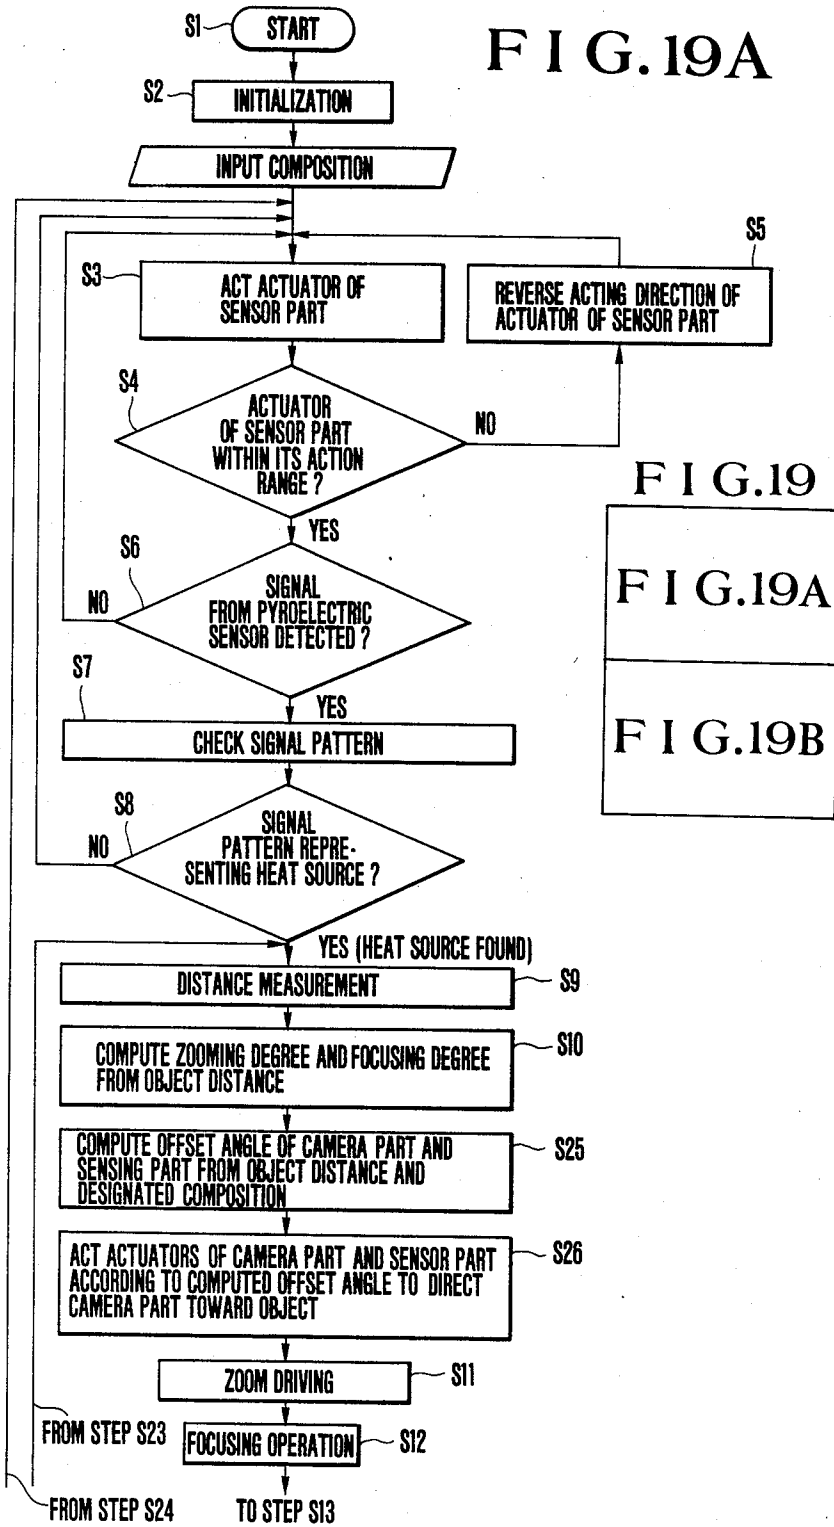 FIG. 19A
S1
START
S2
INITIALIZATION
INPUT COMPOSITION
S3
ACT ACTUATOR OF
SENSOR PART
S5
REVERSE ACTING DIRECTION OF
ACTUATOR OF SENSOR PART
S4
ACTUATOR
OF SENSOR PART
WITHIN ITS ACTION
RANGE ?
NO
YES
S6
SIGNAL
FROM PYROELECTRIC
SENSOR DETECTED ?
NO
YES
S7
CHECK SIGNAL PATTERN
S8
SIGNAL
PATTERN REPRE-
SENTING HEAT SOURCE ?
NO
YES (HEAT SOURCE FOUND)
DISTANCE MEASUREMENT
S9
COMPUTE ZOOMING DEGREE AND FOCUSING DEGREE
FROM OBJECT DISTANCE
S10
COMPUTE OFFSET ANGLE OF CAMERA PART AND
SENSING PART FROM OBJECT DISTANCE AND
DESIGNATED COMPOSITION
S25
ACT ACTUATORS OF CAMERA PART AND SENSOR PART
ACCORDING TO COMPUTED OFFSET ANGLE TO DIRECT
CAMERA PART TOWARD OBJECT
S26
ZOOM DRIVING
S11
FOCUSING OPERATION
S12
FROM STEP S23
FROM STEP S24
TO STEP S13
FIG.19
FIG.19A
FIG.19B